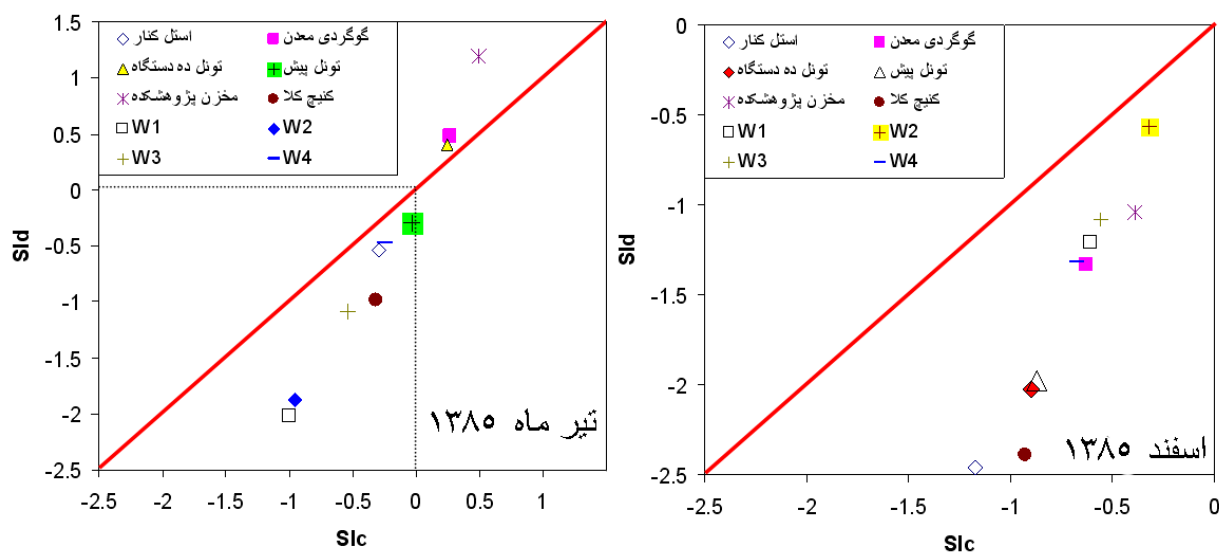 1.5
1
0.5
0
-0.5
-1
-1.5
-2
-2.5
SId
استل کنار
گوگردی معدن
تونل ده دستگاه
تونل پیش
مخزن پژوهشکده
کنیج کلا
W1
W2
W3
W4
تیر ماه ۱۳۸۵
-2.5
-2
-1.5
-1
-0.5
0
0.5
1
SIc
-0
-0.5
-1
-1.5
-2
-2.5
SId
استل کنار
گوگردی معدن
تونل ده دستگاه
تونل پیش
مخزن پژوهشکده
کنیچ کلا
W1
W2
W3
W4
اسفند ۱۳۸۵
-2.5
-2
-1.5
-1
-0.5
0
SIc